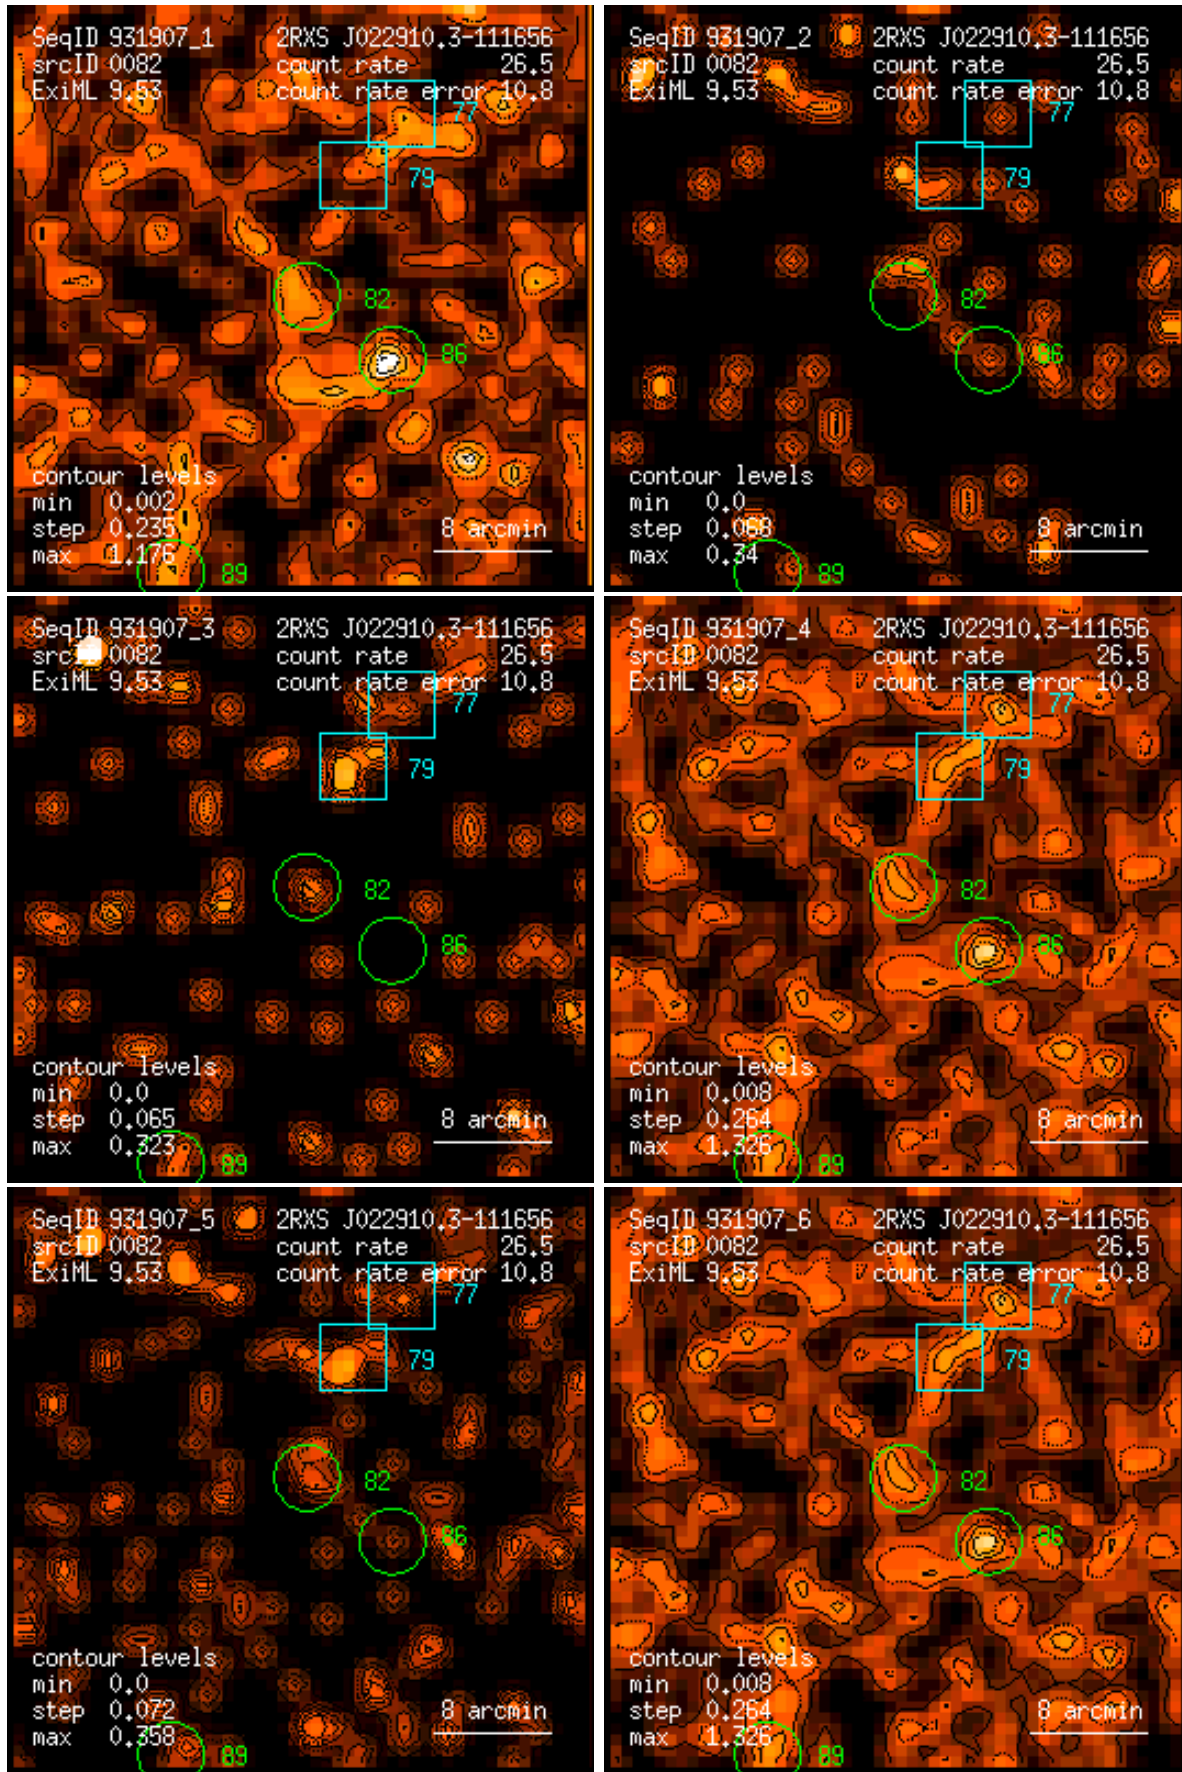 SeqID 931907_1 2RXS J022910.3-111656
srcID 0082 count rate 26.5
ExiML 9.53 count rate error 10.8
77
79
82
86
contour levels
min 0.002
step 0.235 8 arcmin
max 1.176
89
SeqID 931907_2 2RXS J022910.3-111656
srcID 0082 count rate 26.5
ExiML 9.53 count rate error 10.8
77
79
82
86
contour levels
min 0.0
step 0.068 8 arcmin
max 0.34
89
SeqID 931907_3 2RXS J022910.3-111656
srcID 0082 count rate 26.5
ExiML 9.53 count rate error 10.8
77
79
82
86
contour levels
min 0.0
step 0.065 8 arcmin
max 0.323
89
SeqID 931907_4 2RXS J022910.3-111656
srcID 0082 count rate 26.5
ExiML 9.53 count rate error 10.8
77
79
82
86
contour levels
min 0.008
step 0.264 8 arcmin
max 1.326
89
SeqID 931907_5 2RXS J022910.3-111656
srcID 0082 count rate 26.5
ExiML 9.53 count rate error 10.8
77
79
82
86
contour levels
min 0.0
step 0.072 8 arcmin
max 0.358
89
SeqID 931907_6 2RXS J022910.3-111656
srcID 0082 count rate 26.5
ExiML 9.53 count rate error 10.8
77
79
82
86
contour levels
min 0.008
step 0.264 8 arcmin
max 1.326
89